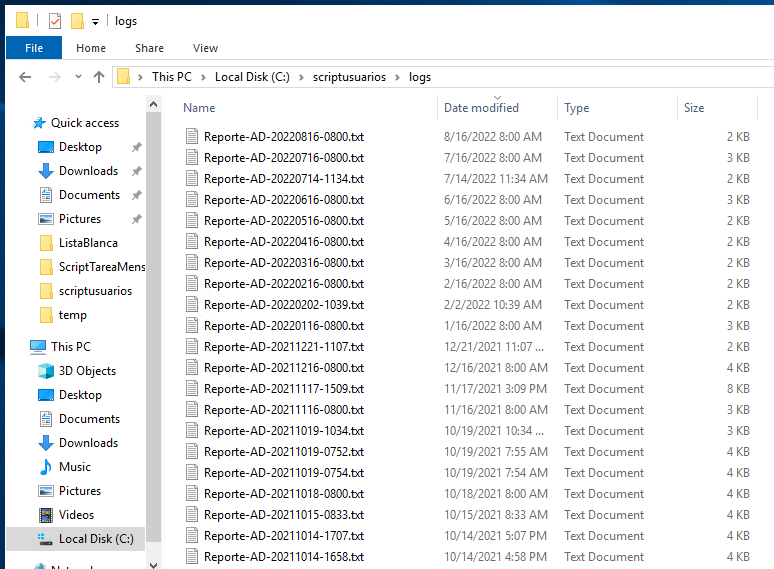 logs
File Home Share View
This PC Local Disk (C:) scriptusuarios logs
Name Date modified Type Size
Quick access
Desktop
Downloads
Documents
Pictures
ListaBlanca
ScriptTareaMens
scriptusuarios
temp
This PC
3D Objects
Desktop
Documents
Downloads
Music
Pictures
Videos
Local Disk (C:)
Reporte-AD-20220816-0800.txt 8/16/2022 8:00 AM Text Document 2 KB
Reporte-AD-20220716-0800.txt 7/16/2022 8:00 AM Text Document 3 KB
Reporte-AD-20220714-1134.txt 7/14/2022 11:34 AM Text Document 2 KB
Reporte-AD-20220616-0800.txt 6/16/2022 8:00 AM Text Document 3 KB
Reporte-AD-20220516-0800.txt 5/16/2022 8:00 AM Text Document 2 KB
Reporte-AD-20220416-0800.txt 4/16/2022 8:00 AM Text Document 2 KB
Reporte-AD-20220316-0800.txt 3/16/2022 8:00 AM Text Document 2 KB
Reporte-AD-20220216-0800.txt 2/16/2022 8:00 AM Text Document 2 KB
Reporte-AD-20220202-1039.txt 2/2/2022 10:39 AM Text Document 2 KB
Reporte-AD-20220116-0800.txt 1/16/2022 8:00 AM Text Document 3 KB
Reporte-AD-20211221-1107.txt 12/21/2021 11:07 ... Text Document 2 KB
Reporte-AD-20211216-0800.txt 12/16/2021 8:00 AM Text Document 4 KB
Reporte-AD-20211117-1509.txt 11/17/2021 3:09 PM Text Document 8 KB
Reporte-AD-20211116-0800.txt 11/16/2021 8:00 AM Text Document 3 KB
Reporte-AD-20211019-1034.txt 10/19/2021 10:34 ... Text Document 3 KB
Reporte-AD-20211019-0752.txt 10/19/2021 7:55 AM Text Document 4 KB
Reporte-AD-20211019-0754.txt 10/19/2021 7:54 AM Text Document 4 KB
Reporte-AD-20211018-0800.txt 10/18/2021 8:00 AM Text Document 4 KB
Reporte-AD-20211015-0833.txt 10/15/2021 8:33 AM Text Document 4 KB
Reporte-AD-20211014-1707.txt 10/14/2021 5:07 PM Text Document 4 KB
Reporte-AD-20211014-1658.txt 10/14/2021 4:58 PM Text Document 4 KB